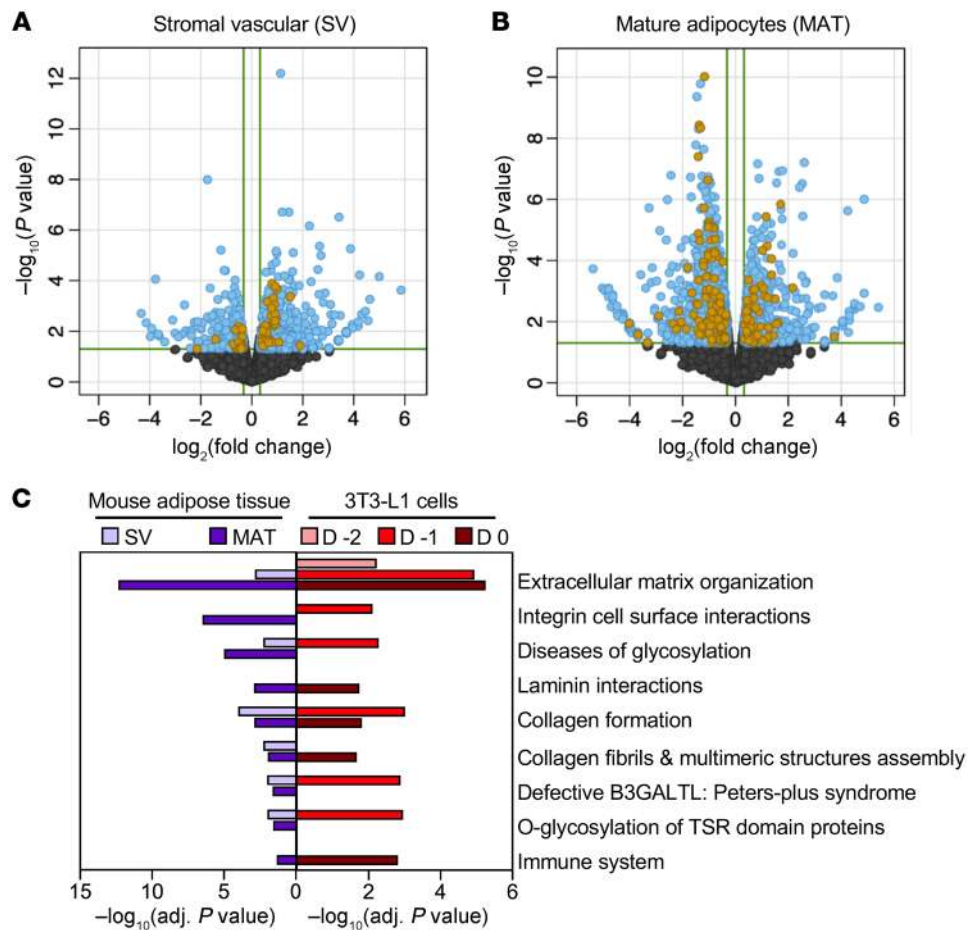 A Stromal vascular (SV)
12
10
8
6
4
2
0
–log10(P value)
–6 –4 –2 0 2 4 6
log2(fold change)
B Mature adipocytes (MAT)
10
8
6
4
2
0
–log10(P value)
–6 –4 –2 0 2 4 6
log2(fold change)
C Mouse adipose tissue 3T3-L1 cells
SV MAT D -2 D -1 D 0
Extracellular matrix organization
Integrin cell surface interactions
Diseases of glycosylation
Laminin interactions
Collagen formation
Collagen fibrils & multimeric structures assembly
Defective B3GALTL: Peters-plus syndrome
O-glycosylation of TSR domain proteins
Immune system
15 10 5 0 2 4 6
–log10(adj. P value) –log10(adj. P value)